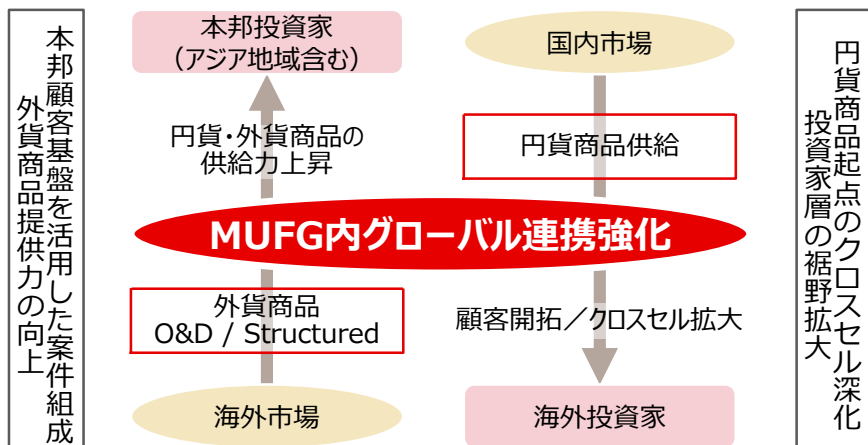 本邦顧客基盤を活用した案件組成
外貨商品提供力の向上
本邦投資家
（アジア地域含む）
国内市場
円貨・外貨商品の
供給力上昇
円貨商品供給
MUFG内グローバル連携強化
外貨商品
O&D / Structured
顧客開拓／クロスセル拡大
海外市場
海外投資家
円貨商品起点のクロスセル深化
投資家層の裾野拡大